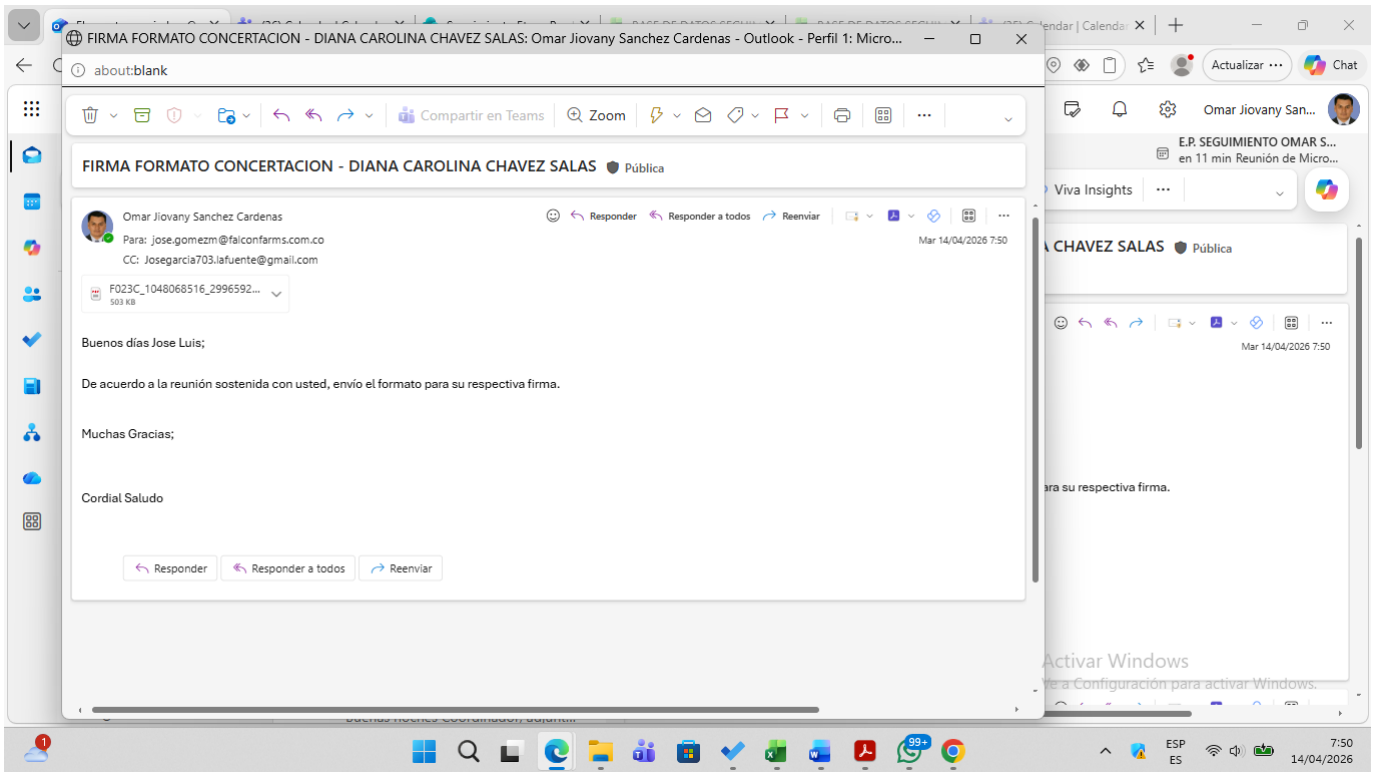 FIRMA FORMATO CONCERTACION - DIANA CAROLINA CHAVEZ SALAS: Omar Jiovany Sanchez Cardenas - Outlook - Perfil 1: Micro...
endar | Calendar
about:blank
Actualizar
Chat
Compartir en Teams
Zoom
Omar Jiovany San...
E.P. SEGUIMIENTO OMAR S...
en 11 min Reunión de Micro...
FIRMA FORMATO CONCERTACION - DIANA CAROLINA CHAVEZ SALAS Pública
Viva Insights
Omar Jiovany Sanchez Cardenas
Responder Responder a todos Reenviar
Para: jose.gomezm@falconfarms.com.co
Mar 14/04/2026 7:50
CC: Josegarcia703.lafuente@gmail.com
CHAVEZ SALAS Pública
F023C_1048068516_2996592...
503 KB
Mar 14/04/2026 7:50
Buenos días Jose Luis;
De acuerdo a la reunión sostenida con usted, envío el formato para su respectiva firma.
Muchas Gracias;
Cordial Saludo
ara su respectiva firma.
Responder Responder a todos Reenviar
Activar Windows
Ve a Configuración para activar Windows.
1
99+
ESP
ES
7:50
14/04/2026